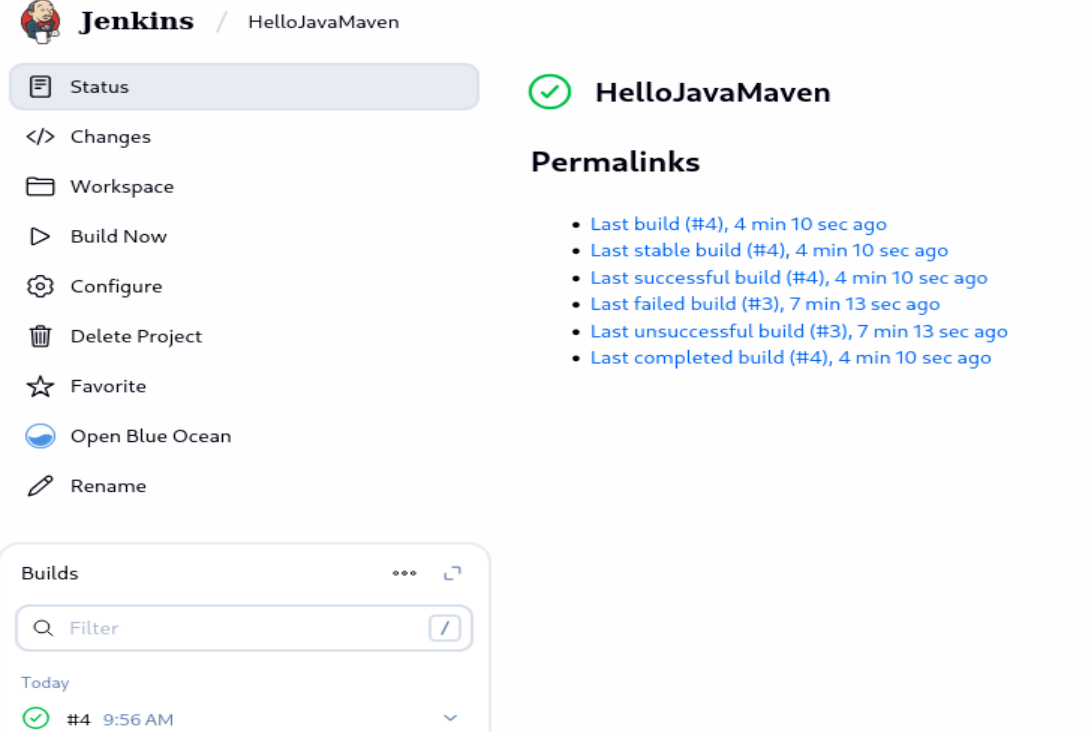 Jenkins / HelloJavaMaven
Status
Changes
Workspace
Build Now
Configure
Delete Project
Favorite
Open Blue Ocean
Rename
Builds
Filter /
Today
#4 9:56 AM
HelloJavaMaven
Permalinks
Last build (#4), 4 min 10 sec ago
Last stable build (#4), 4 min 10 sec ago
Last successful build (#4), 4 min 10 sec ago
Last failed build (#3), 7 min 13 sec ago
Last unsuccessful build (#3), 7 min 13 sec ago
Last completed build (#4), 4 min 10 sec ago